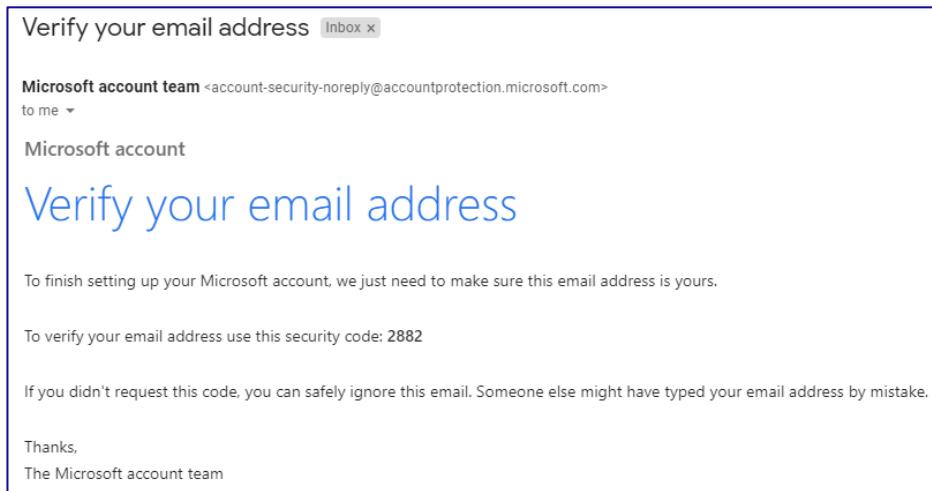 Verify your email address Inbox x
Microsoft account team <account-security-noreply@accountprotection.microsoft.com>
to me
Microsoft account
Verify your email address
To finish setting up your Microsoft account, we just need to make sure this email address is yours.
To verify your email address use this security code: 2882
If you didn't request this code, you can safely ignore this email. Someone else might have typed your email address by mistake.
Thanks,
The Microsoft account team